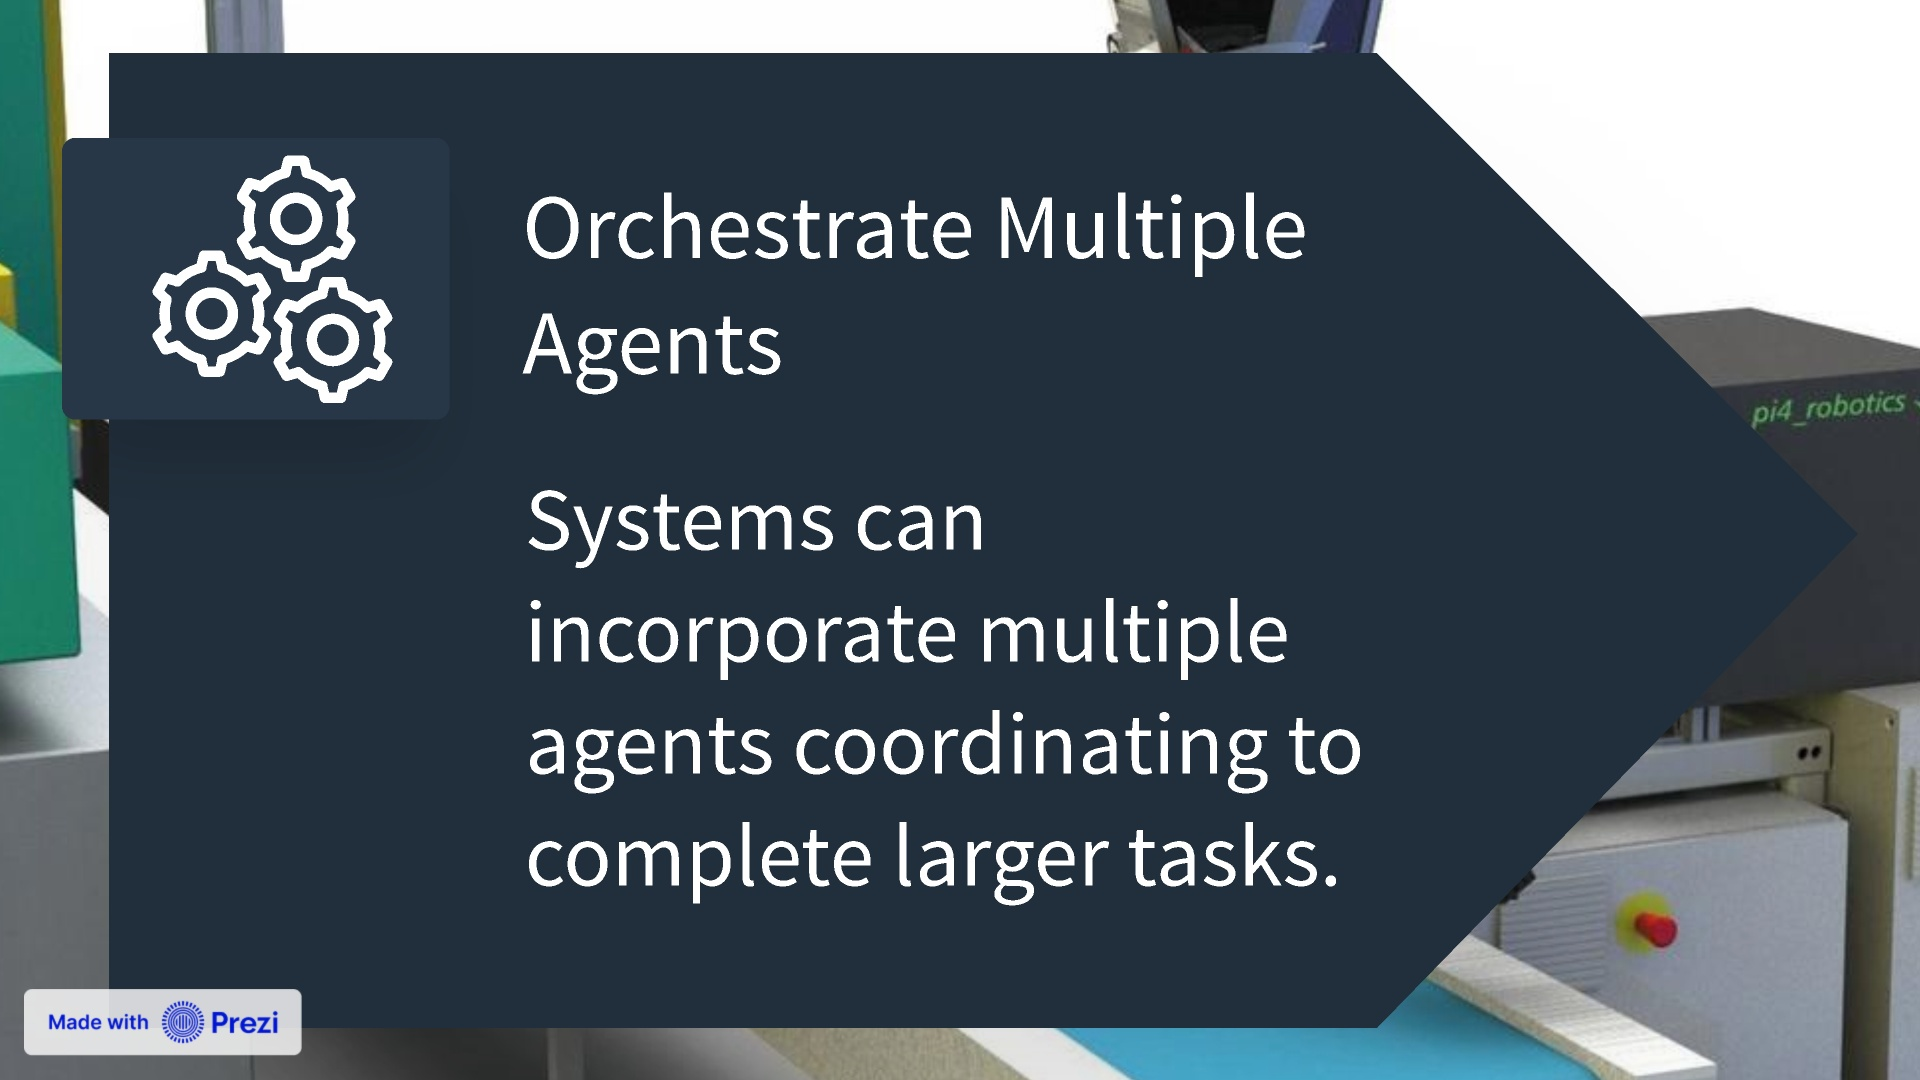 Orchestrate Multiple
Agents
Systems can
incorporate multiple
agents coordinating to
complete larger tasks.
pi4_robotics
Made with Prezi